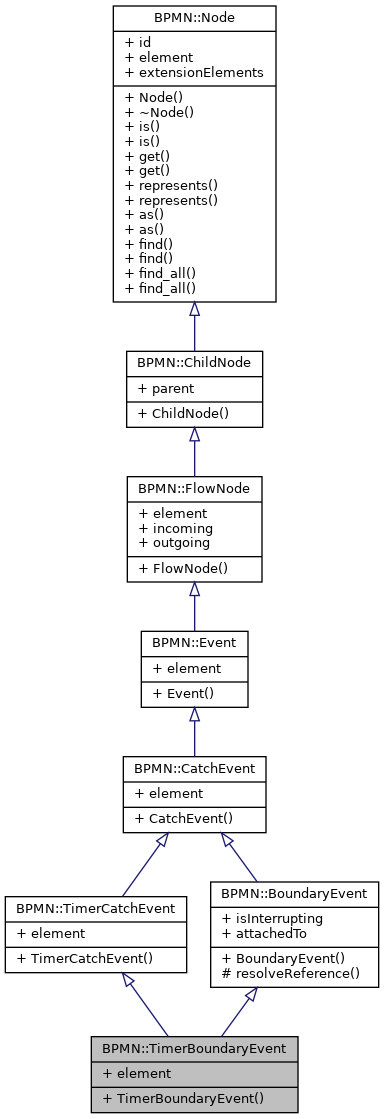 BPMN::Node
+ id
+ element
+ extensionElements
+ Node()
+ ~Node()
+ is()
+ is()
+ get()
+ get()
+ represents()
+ represents()
+ as()
+ as()
+ find()
+ find()
+ find_all()
+ find_all()
BPMN::ChildNode
+ parent
+ ChildNode()
BPMN::FlowNode
+ element
+ incoming
+ outgoing
+ FlowNode()
BPMN::Event
+ element
+ Event()
BPMN::CatchEvent
+ element
+ CatchEvent()
BPMN::TimerCatchEvent
+ element
+ TimerCatchEvent()
BPMN::BoundaryEvent
+ isInterrupting
+ attachedTo
+ BoundaryEvent()
# resolveReference()
BPMN::TimerBoundaryEvent
+ element
+ TimerBoundaryEvent()